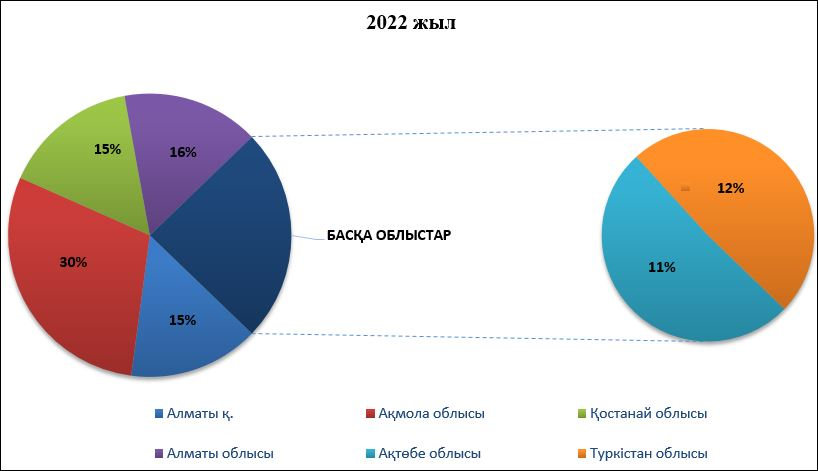 2022 жыл
15%
16%
12%
БАСҚА ОБЛЫСТАР
30%
11%
15%
Алматы қ.
Ақмола облысы
Қостанай облысы
Алматы облысы
Ақтөбе облысы
Туркістан облысы